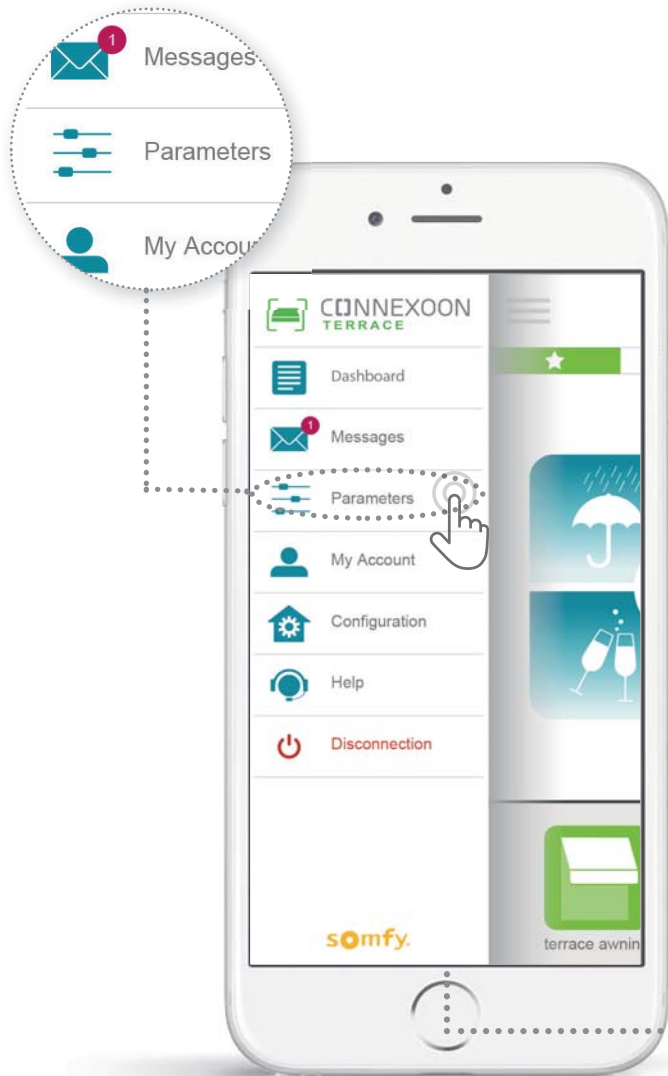 1
Messages
Parameters
My Accou
CONNEXOON
TERRACE
Dashboard
1
Messages
Parameters
My Account
Configuration
Help
Disconnection
somfy.
terrace awnin